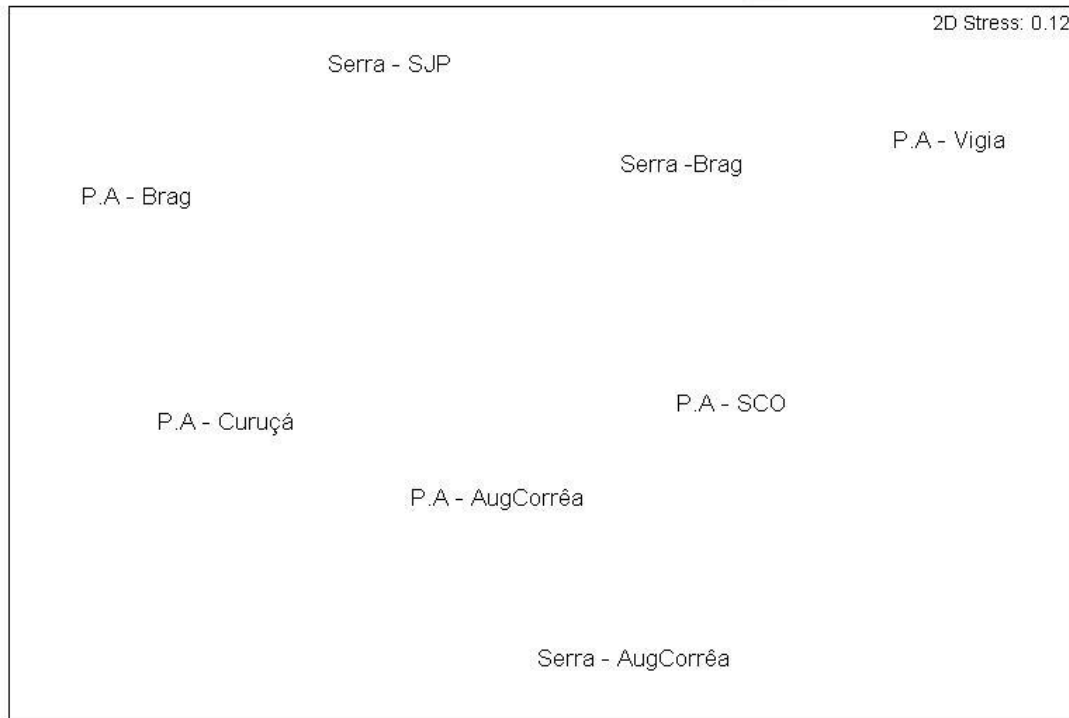 2D Stress: 0.12
Serra - SJP
P.A - Vigia
Serra -Brag
P.A - Brag
P.A - SCO
P.A - Curuçá
P.A - AugCorrêa
Serra - AugCorrêa